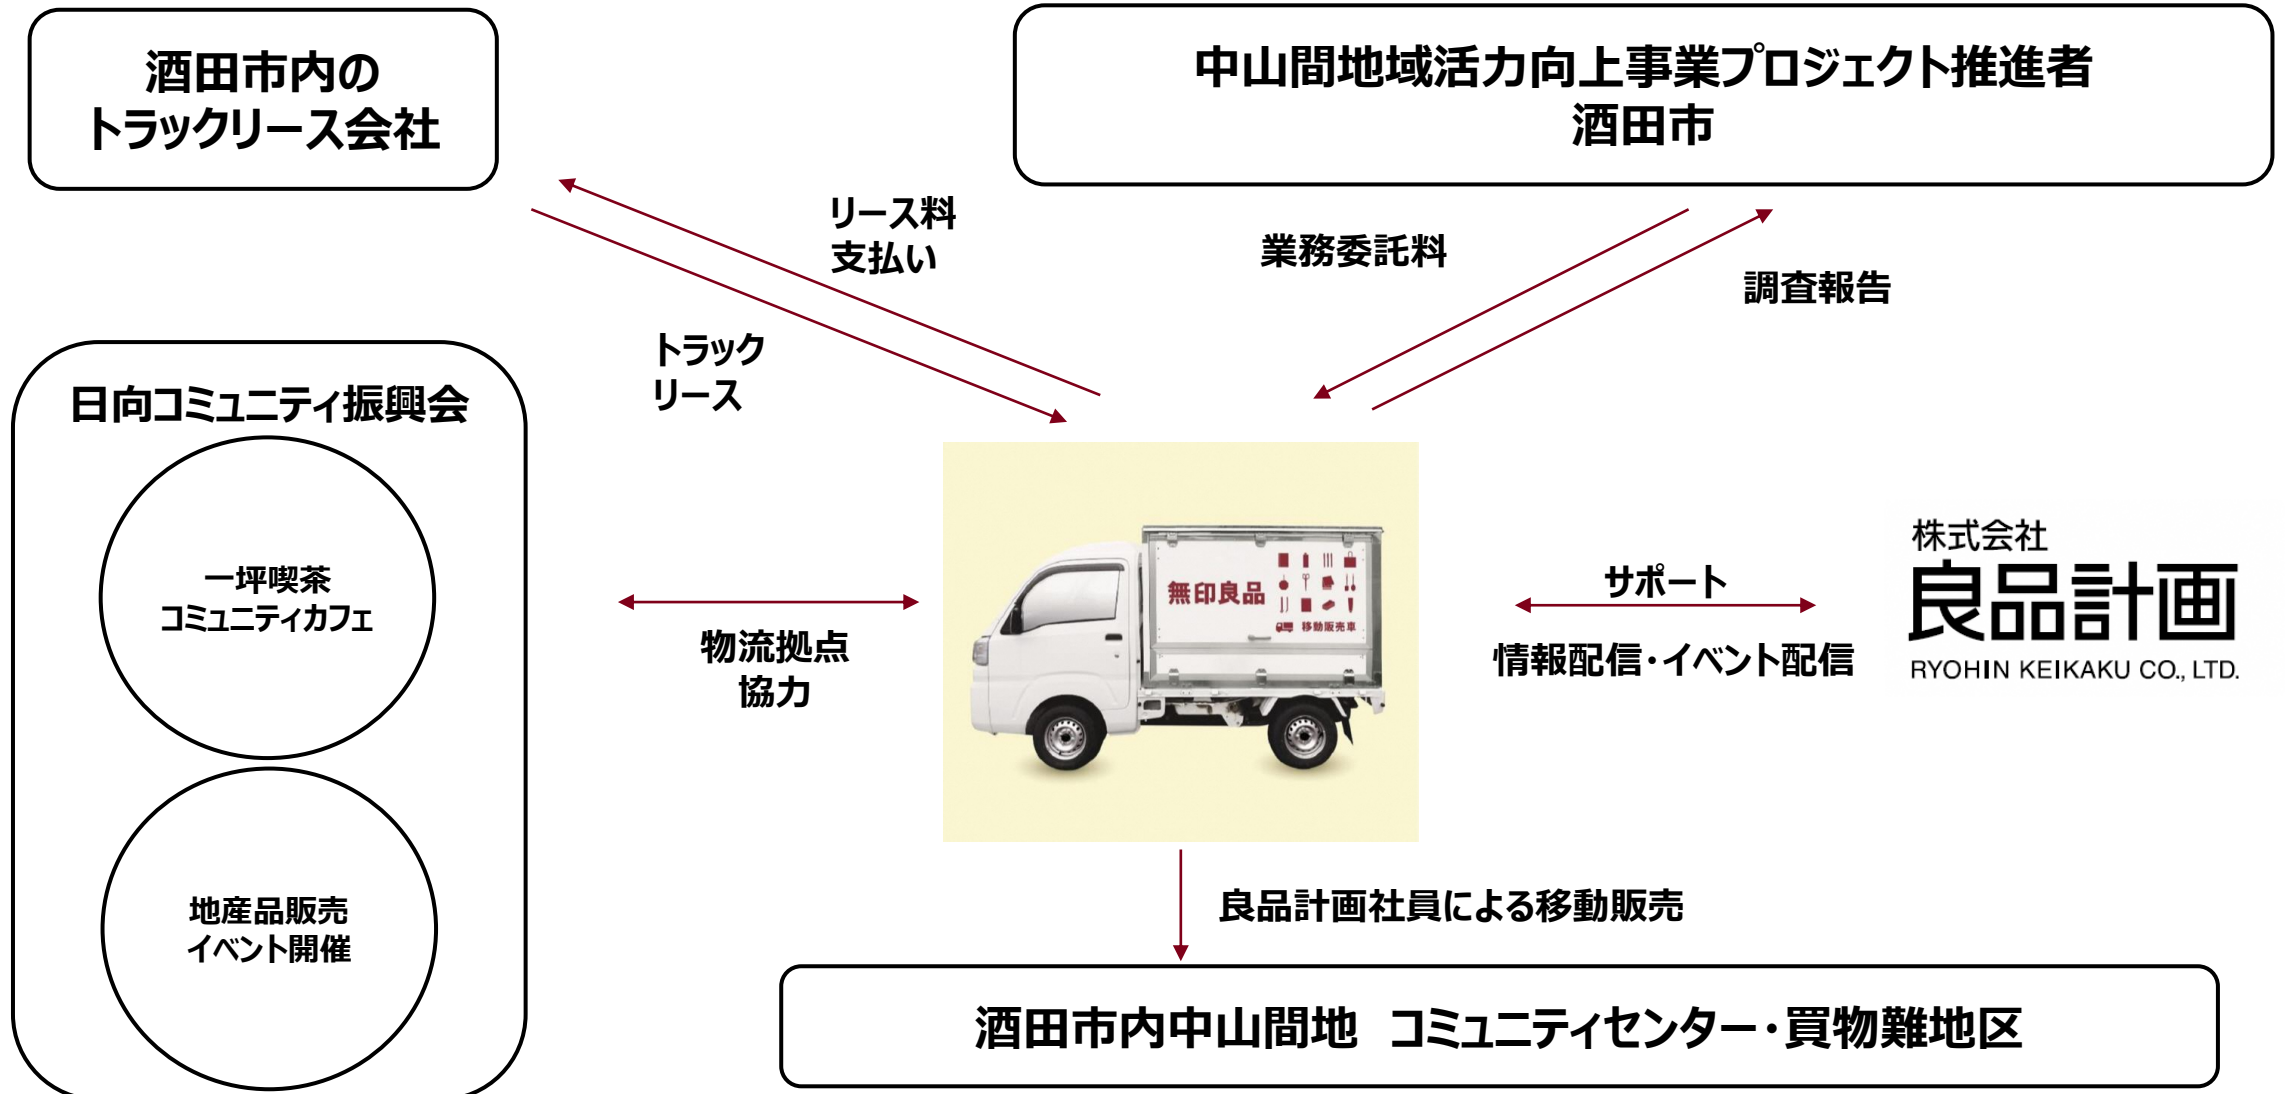 酒田市内の
トラックリース会社
中山間地域活力向上事業プロジェクト推進者
酒田市
リース料
支払い
業務委託料
調査報告
トラック
リース
日向コミュニティ振興会
一坪喫茶
コミュニティカフェ
地産品販売
イベント開催
物流拠点
協力
無印良品
移動販売車
サポート
情報配信・イベント配信
株式会社
良品計画
RYOHIN KEIKAKU CO., LTD.
良品計画社員による移動販売
酒田市内中山間地　コミュニティセンター・買物難地区